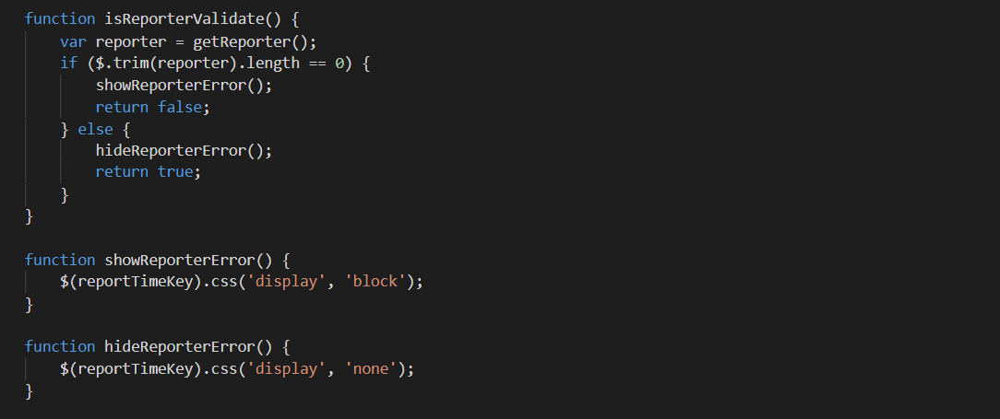 function isReporterValidate() {
    var reporter = getReporter();
    if ($.trim(reporter).length == 0) {
        showReporterError();
        return false;
    } else {
        hideReporterError();
        return true;
    }
}

function showReporterError() {
    $(reportTimeKey).css('display', 'block');
}

function hideReporterError() {
    $(reportTimeKey).css('display', 'none');
}